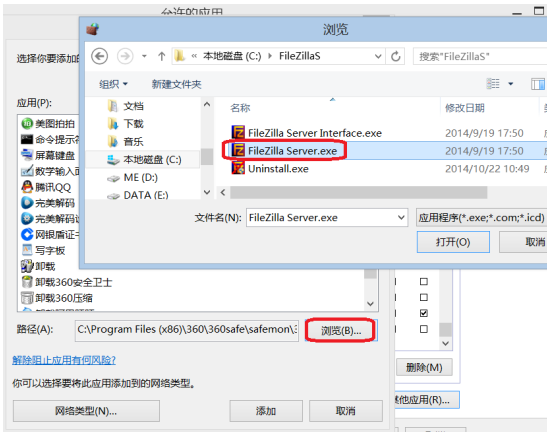 允许的应用
浏览
选择你要添加的
本地磁盘 (C:) ▸ FileZillaS
搜索"FileZillaS"
组织 新建文件夹
应用(P):
文档
下载
音乐
本地磁盘 (C:)
ME (D:)
DATA (E:)
名称 修改日期
FileZilla Server Interface.exe 2014/9/19 17:50
FileZilla Server.exe 2014/9/19 17:50
Uninstall.exe 2014/10/22 10:49
美图拍拍
命令提示符
屏幕键盘
数字输入面
腾讯QQ
完美解码
完美解码设
网银盾证书
写字板
卸载
卸载360安全卫士
卸载360压缩
文件名(N): FileZilla Server.exe 应用程序(*.exe;*.com;*.icd)
打开(O) 取消
路径(A): C:\Program Files (x86)\360\360safe\safemon\3 浏览(B)...
解除阻止应用有何风险?
删除(M)
你可以选择要将此应用添加到的网络类型。
其他应用(R)...
网络类型(N)... 添加 取消